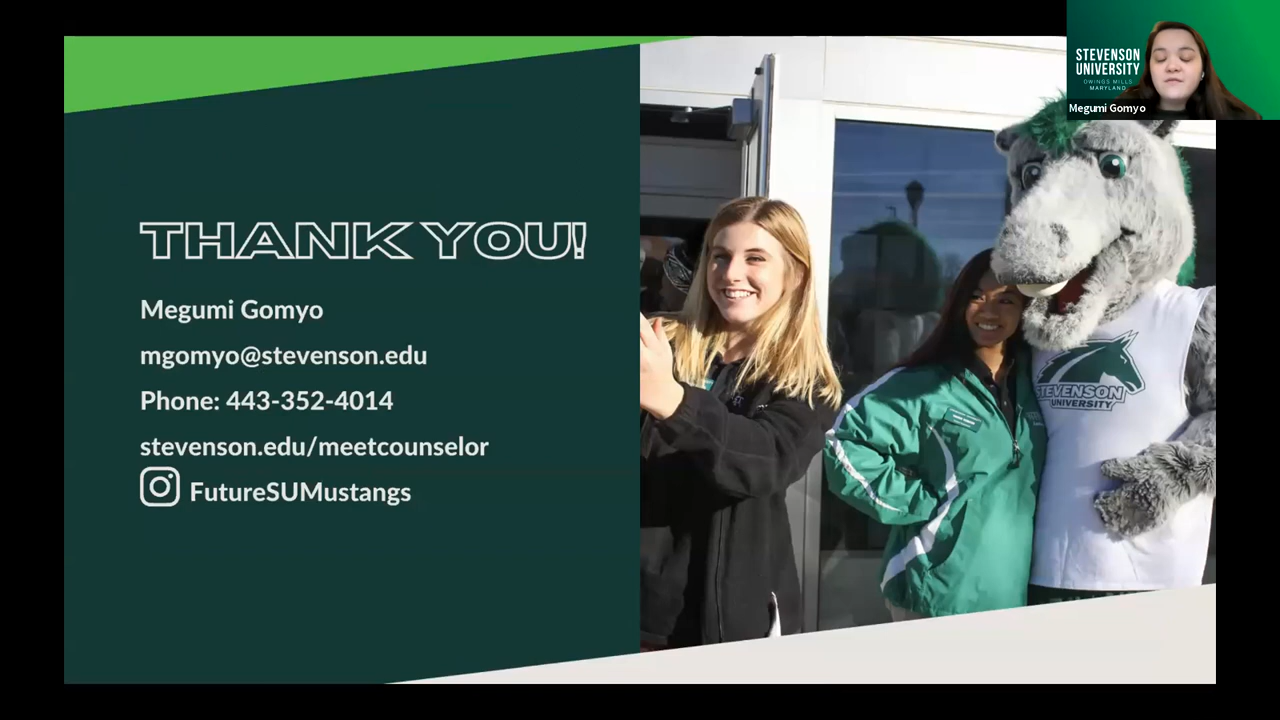 THANK YOU!
Megumi Gomyo
mgomyo@stevenson.edu
Phone: 443-352-4014
stevenson.edu/meetcounselor
FutureSUMustangs
STEVENSON
UNIVERSITY
STEVENSON
UNIVERSITY
OWINGS MILLS
MARYLAND
Megumi Gomyo